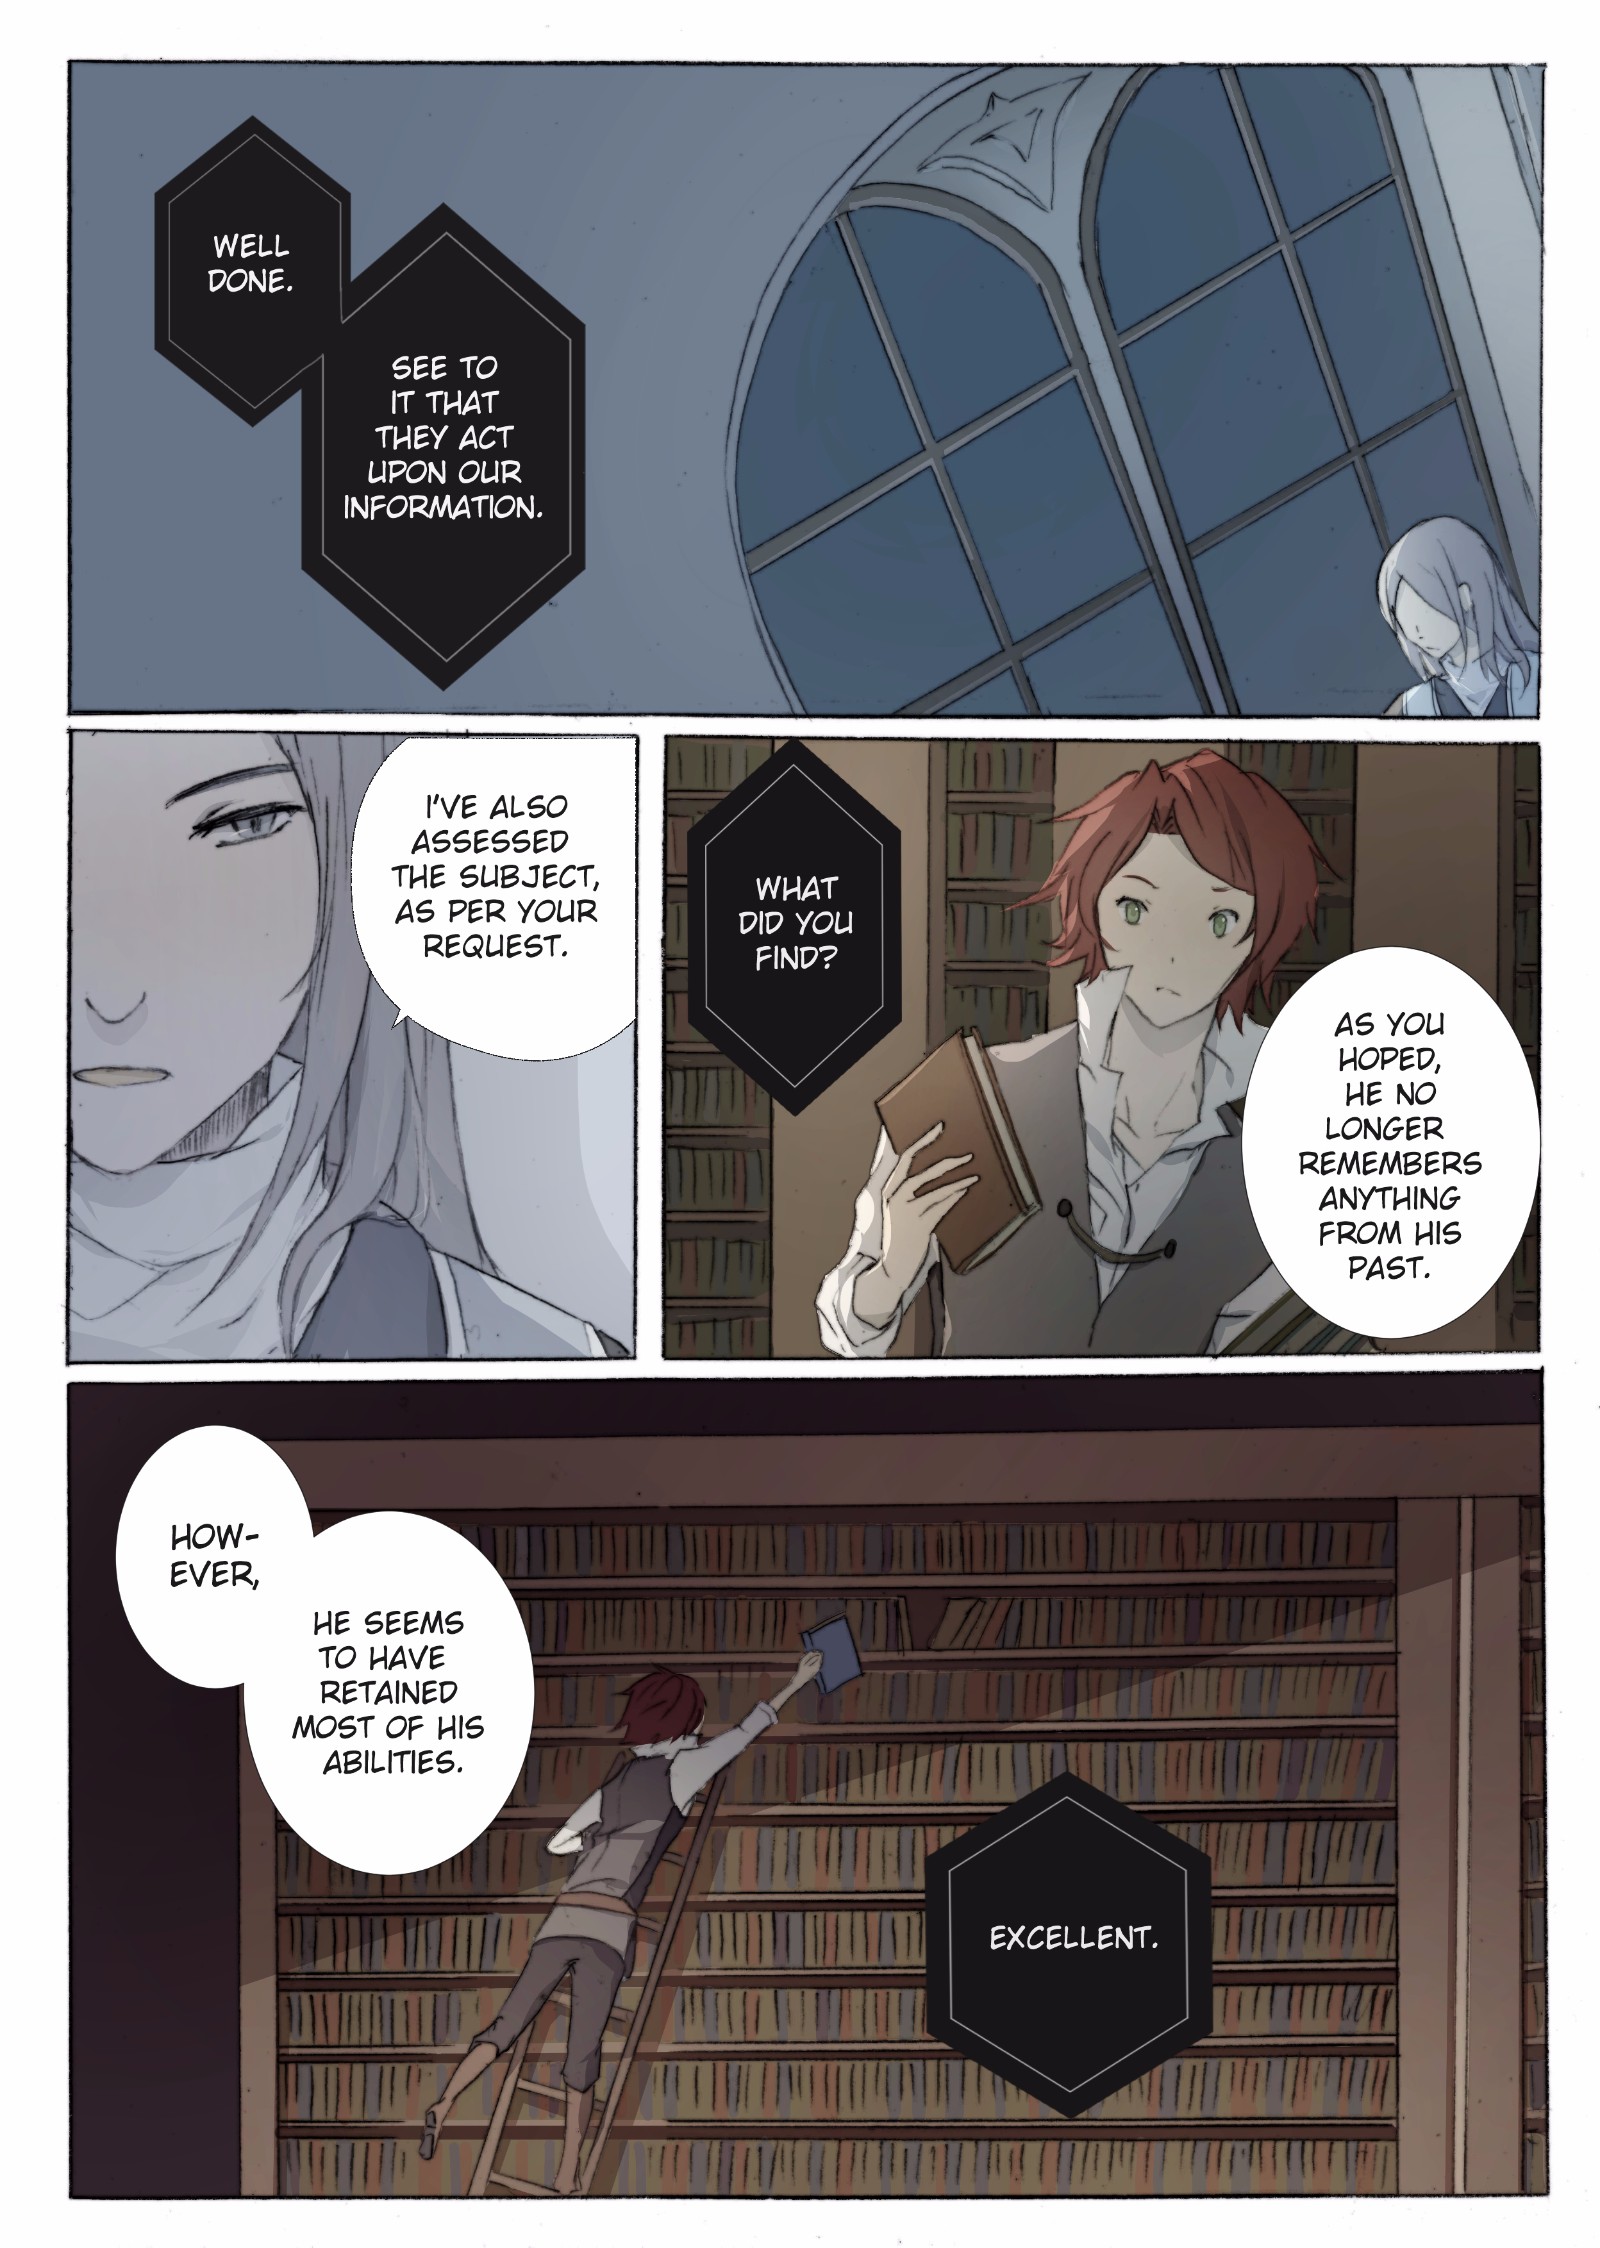 WELL
DONE.
SEE TO
IT THAT
THEY ACT
UPON OUR
INFORMATION.
I'VE ALSO
ASSESSED
THE SUBJECT,
AS PER YOUR
REQUEST.
WHAT
DID YOU
FIND?
AS YOU
HOPED,
HE NO
LONGER
REMEMBERS
ANYTHING
FROM HIS
PAST.
HOW-
EVER,
HE SEEMS
TO HAVE
RETAINED
MOST OF HIS
ABILITIES.
EXCELLENT.